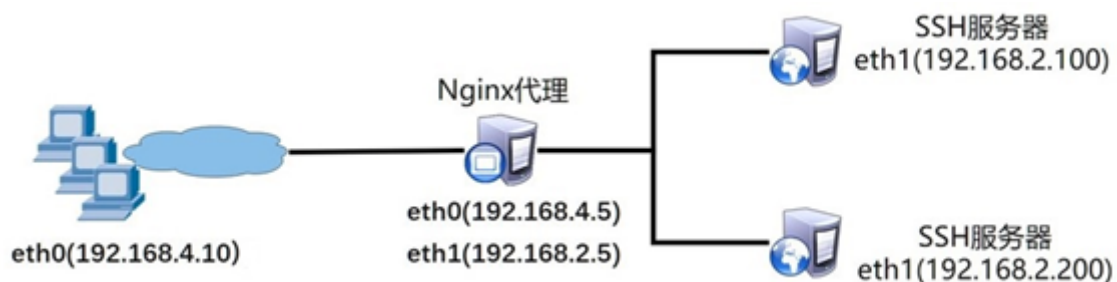 SSH服务器
eth1(192.168.2.100)
Nginx代理
eth0(192.168.4.5)
eth1(192.168.2.5)
eth0(192.168.4.10)
SSH服务器
eth1(192.168.2.200)